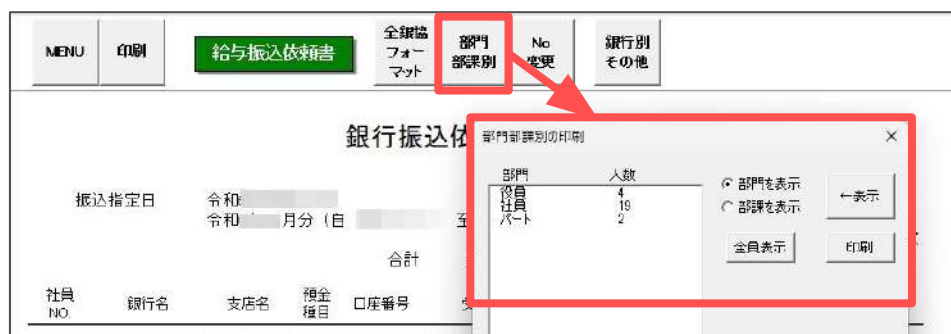 MENU
印刷
給与振込依頼書
全銀協
フォー
マット
部門
部課別
No
変更
銀行別
その他
銀行振込依
振込指定日
令和
令和 月分（自 至
合計
社員
NO.
銀行名
支店名
預金
種目
口座番号
部門部課別の印刷
×
部門 人数
役員 4
社員 19
パート 2
部門を表示
部課を表示
←表示
全員表示
印刷